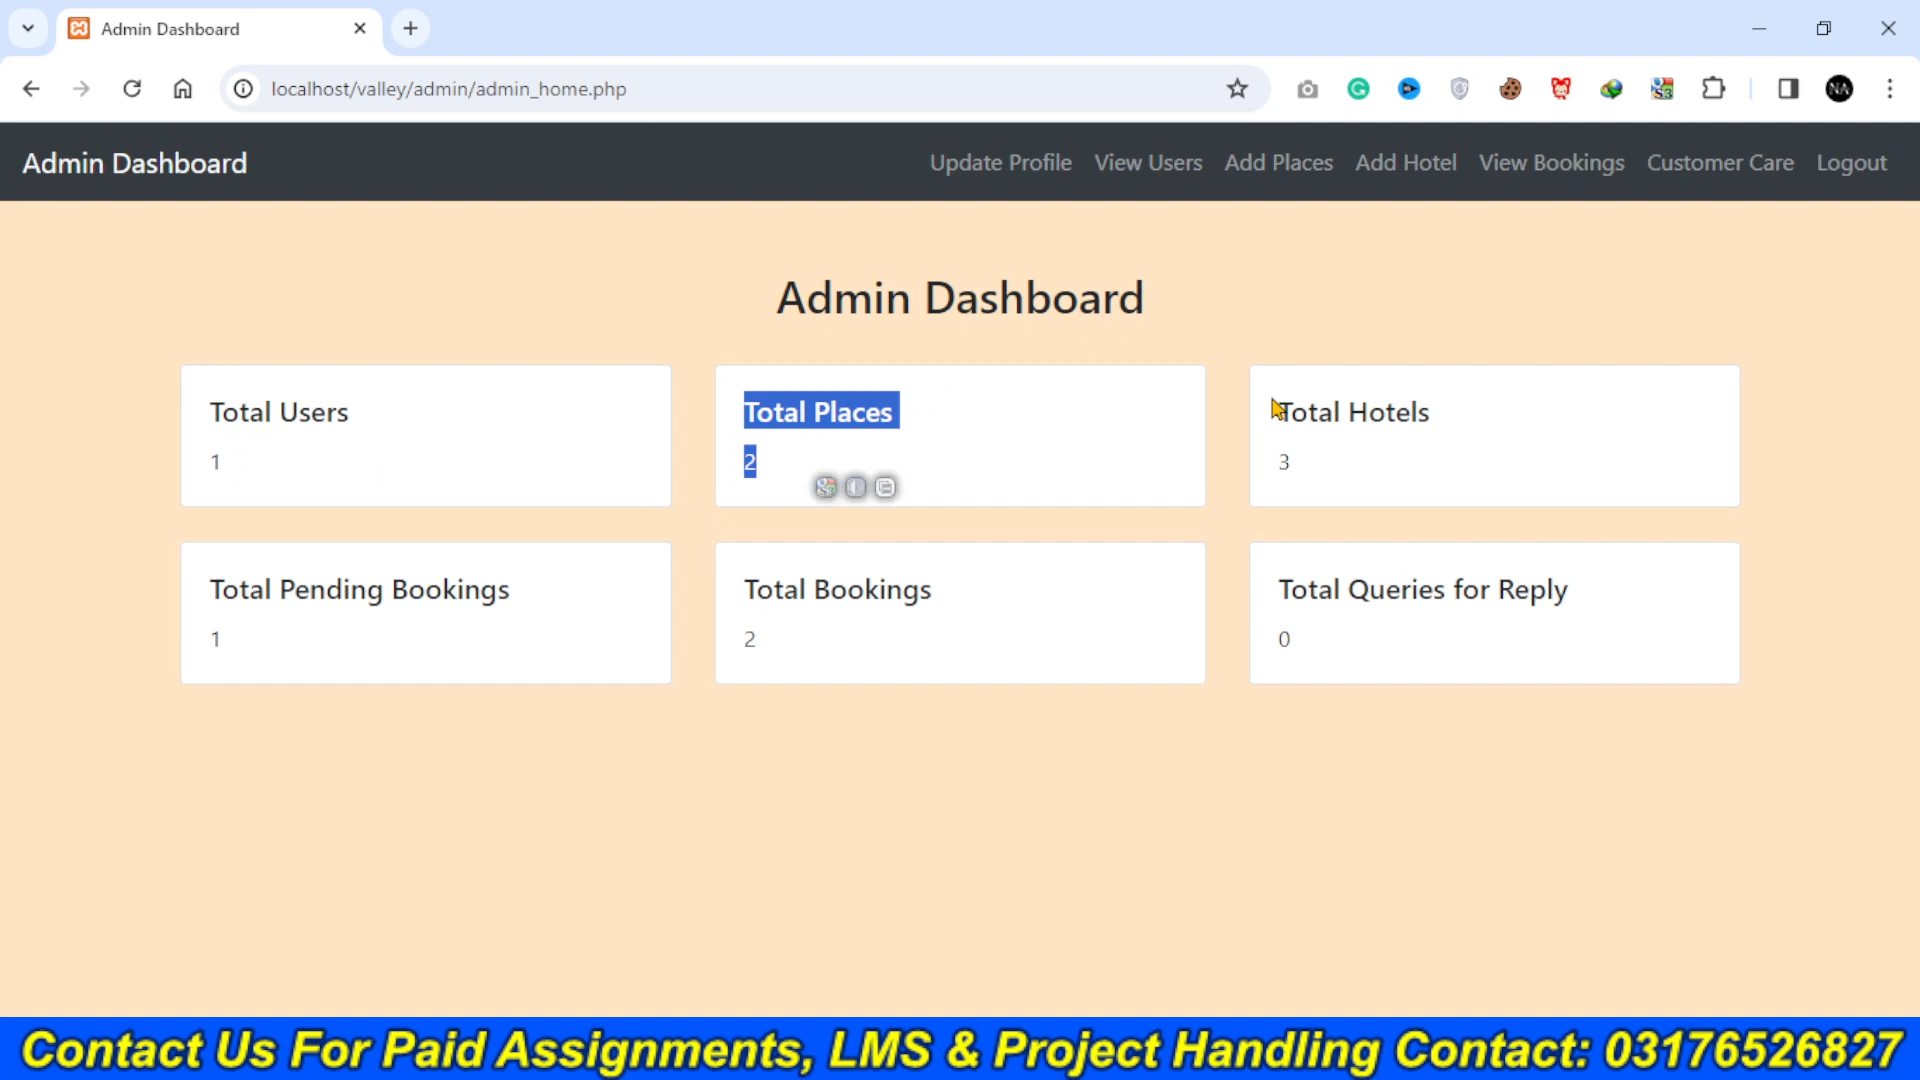 Admin Dashboard
localhost/valley/admin/admin_home.php
NA
Admin Dashboard
Update Profile
View Users
Add Places
Add Hotel
View Bookings
Customer Care
Logout
Admin Dashboard
Total Users
1
Total Places
2
Total Hotels
3
Total Pending Bookings
1
Total Bookings
2
Total Queries for Reply
0
Contact Us For Paid Assignments, LMS & Project Handling Contact: 03176526827